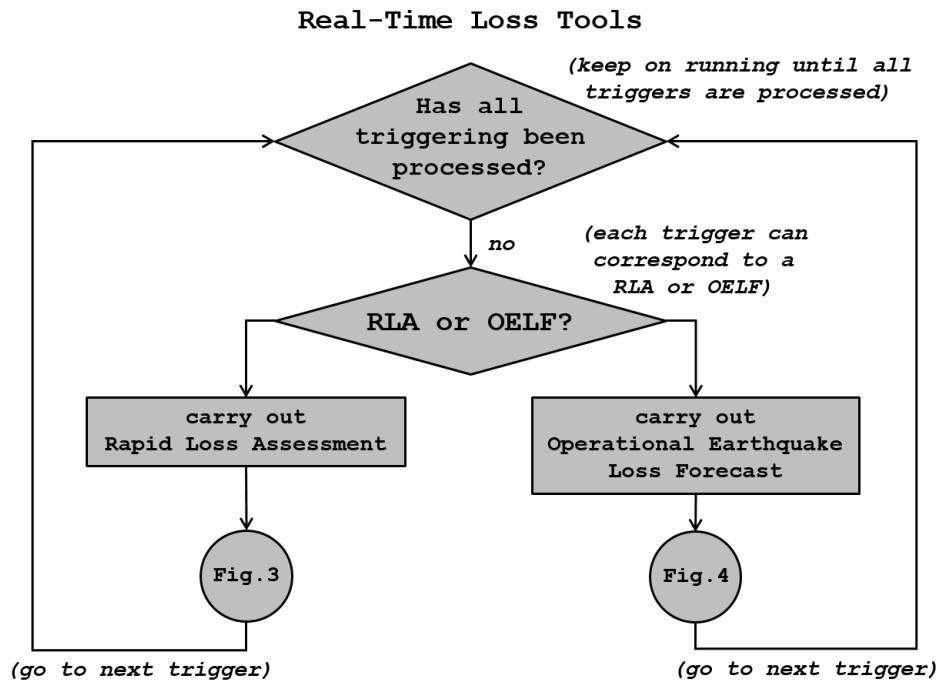 Real-Time Loss Tools
(keep on running until all
triggers are processed)
Has all
triggering been
processed?
no
(each trigger can
correspond to a
RLA or OELF)
RLA or OELF?
carry out
Rapid Loss Assessment
carry out
Operational Earthquake
Loss Forecast
Fig.3
Fig.4
(go to next trigger)
(go to next trigger)